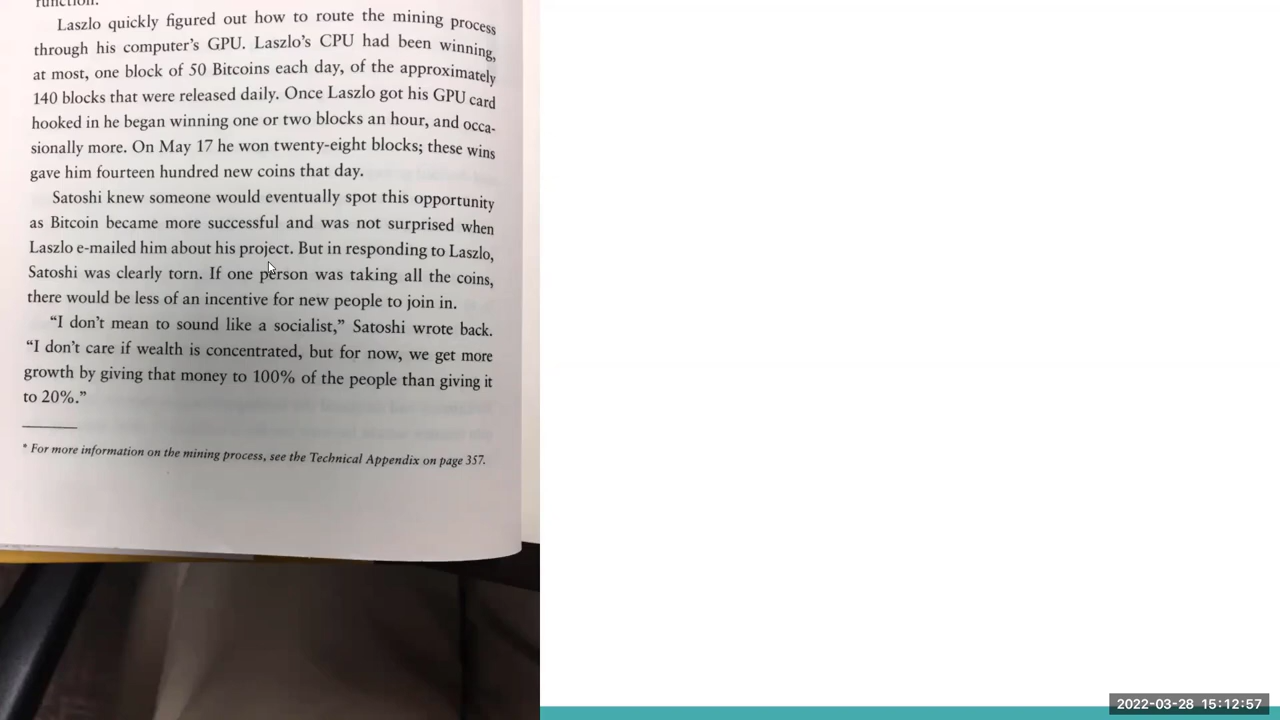 function.
Laszlo quickly figured out how to route the mining process
through his computer's GPU. Laszlo's CPU had been winning,
at most, one block of 50 Bitcoins each day, of the approximately
140 blocks that were released daily. Once Laszlo got his GPU card
hooked in he began winning one or two blocks an hour, and occa-
sionally more. On May 17 he won twenty-eight blocks; these wins
gave him fourteen hundred new coins that day.
Satoshi knew someone would eventually spot this opportunity
as Bitcoin became more successful and was not surprised when
Laszlo e-mailed him about his project. But in responding to Laszlo,
Satoshi was clearly torn. If one person was taking all the coins,
there would be less of an incentive for new people to join in.
“I don't mean to sound like a socialist,” Satoshi wrote back.
“I don't care if wealth is concentrated, but for now, we get more
growth by giving that money to 100% of the people than giving it
to 20%.”
* For more information on the mining process, see the Technical Appendix on page 357.
2022-03-28 15:12:57